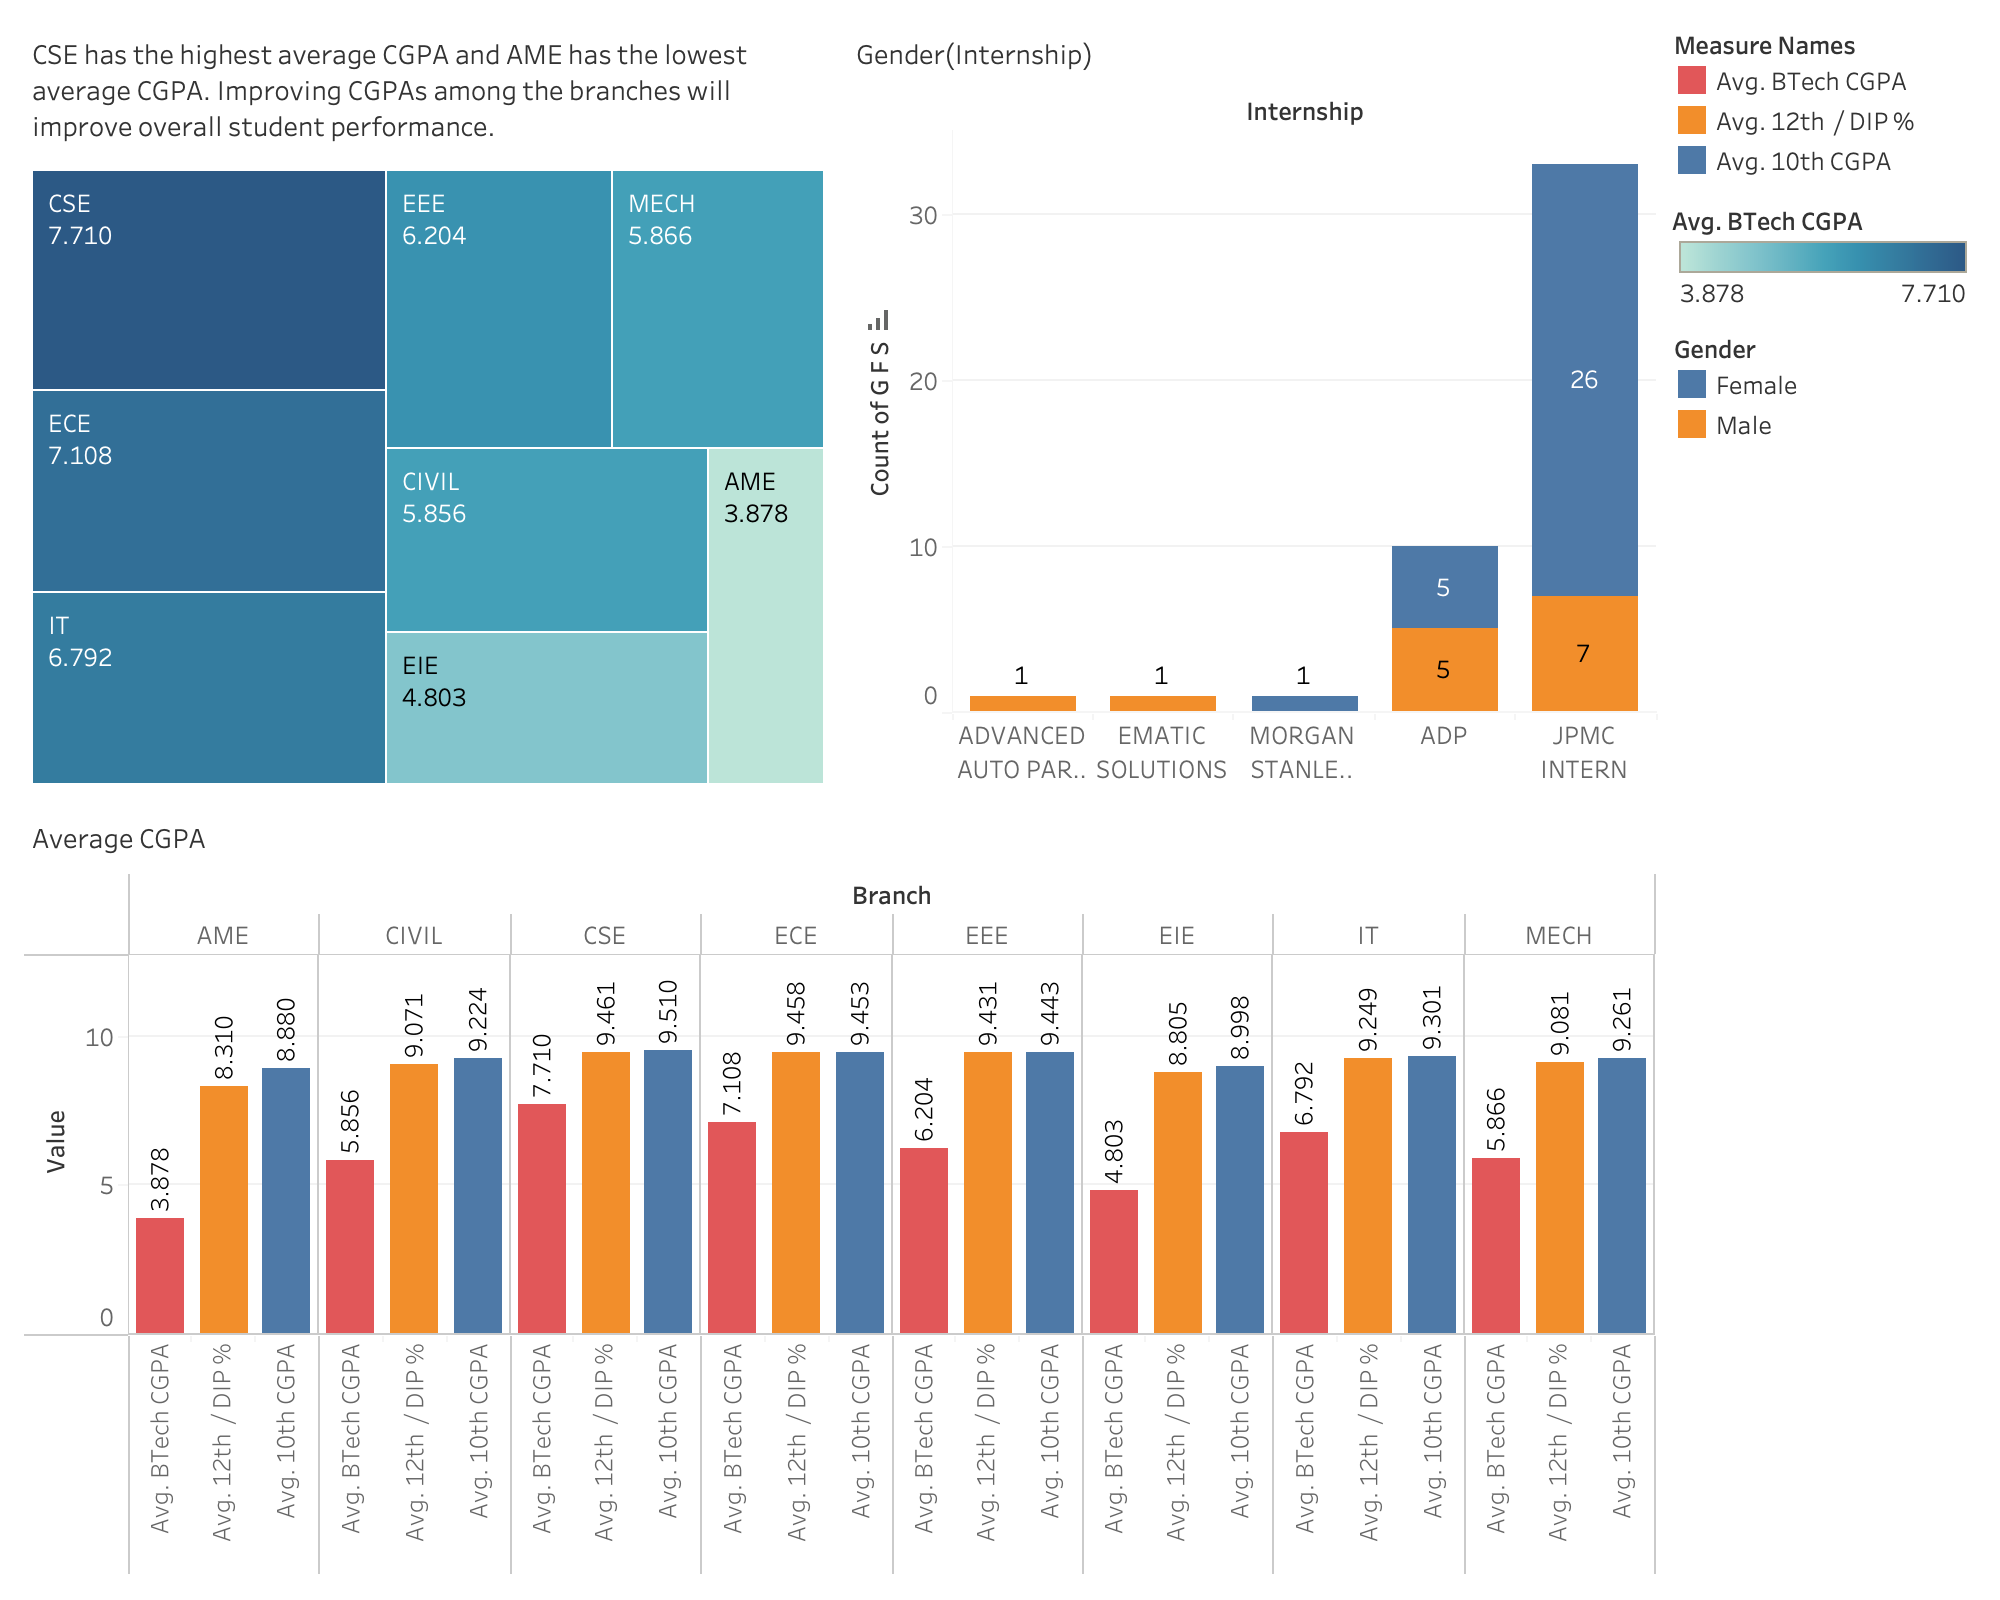 CSE has the highest average CGPA and AME has the lowest
average CGPA. Improving CGPAs among the branches will
improve overall student performance.
CSE
7.710
ECE
7.108
IT
6.792
EEE
6.204
MECH
5.866
CIVIL
5.856
AME
3.878
EIE
4.803
Gender(Internship)
Internship
Count of G F S
30
20
10
0
1
1
1
5
5
26
7
ADVANCED
AUTO PAR..
EMATIC
SOLUTIONS
MORGAN
STANLE..
ADP
JPMC
INTERN
Measure Names
Avg. BTech CGPA
Avg. 12th / DIP %
Avg. 10th CGPA
Avg. BTech CGPA
3.878 7.710
Gender
Female
Male
Average CGPA
Branch
AME CIVIL CSE ECE EEE EIE IT MECH
Value
10
5
0
3.878 8.310 8.880
5.856 9.071 9.224
7.710 9.461 9.510
7.108 9.458 9.453
6.204 9.431 9.443
4.803 8.805 8.998
6.792 9.249 9.301
5.866 9.081 9.261
Avg. BTech CGPA
Avg. 12th / DIP %
Avg. 10th CGPA
Avg. BTech CGPA
Avg. 12th / DIP %
Avg. 10th CGPA
Avg. BTech CGPA
Avg. 12th / DIP %
Avg. 10th CGPA
Avg. BTech CGPA
Avg. 12th / DIP %
Avg. 10th CGPA
Avg. BTech CGPA
Avg. 12th / DIP %
Avg. 10th CGPA
Avg. BTech CGPA
Avg. 12th / DIP %
Avg. 10th CGPA
Avg. BTech CGPA
Avg. 12th / DIP %
Avg. 10th CGPA
Avg. BTech CGPA
Avg. 12th / DIP %
Avg. 10th CGPA